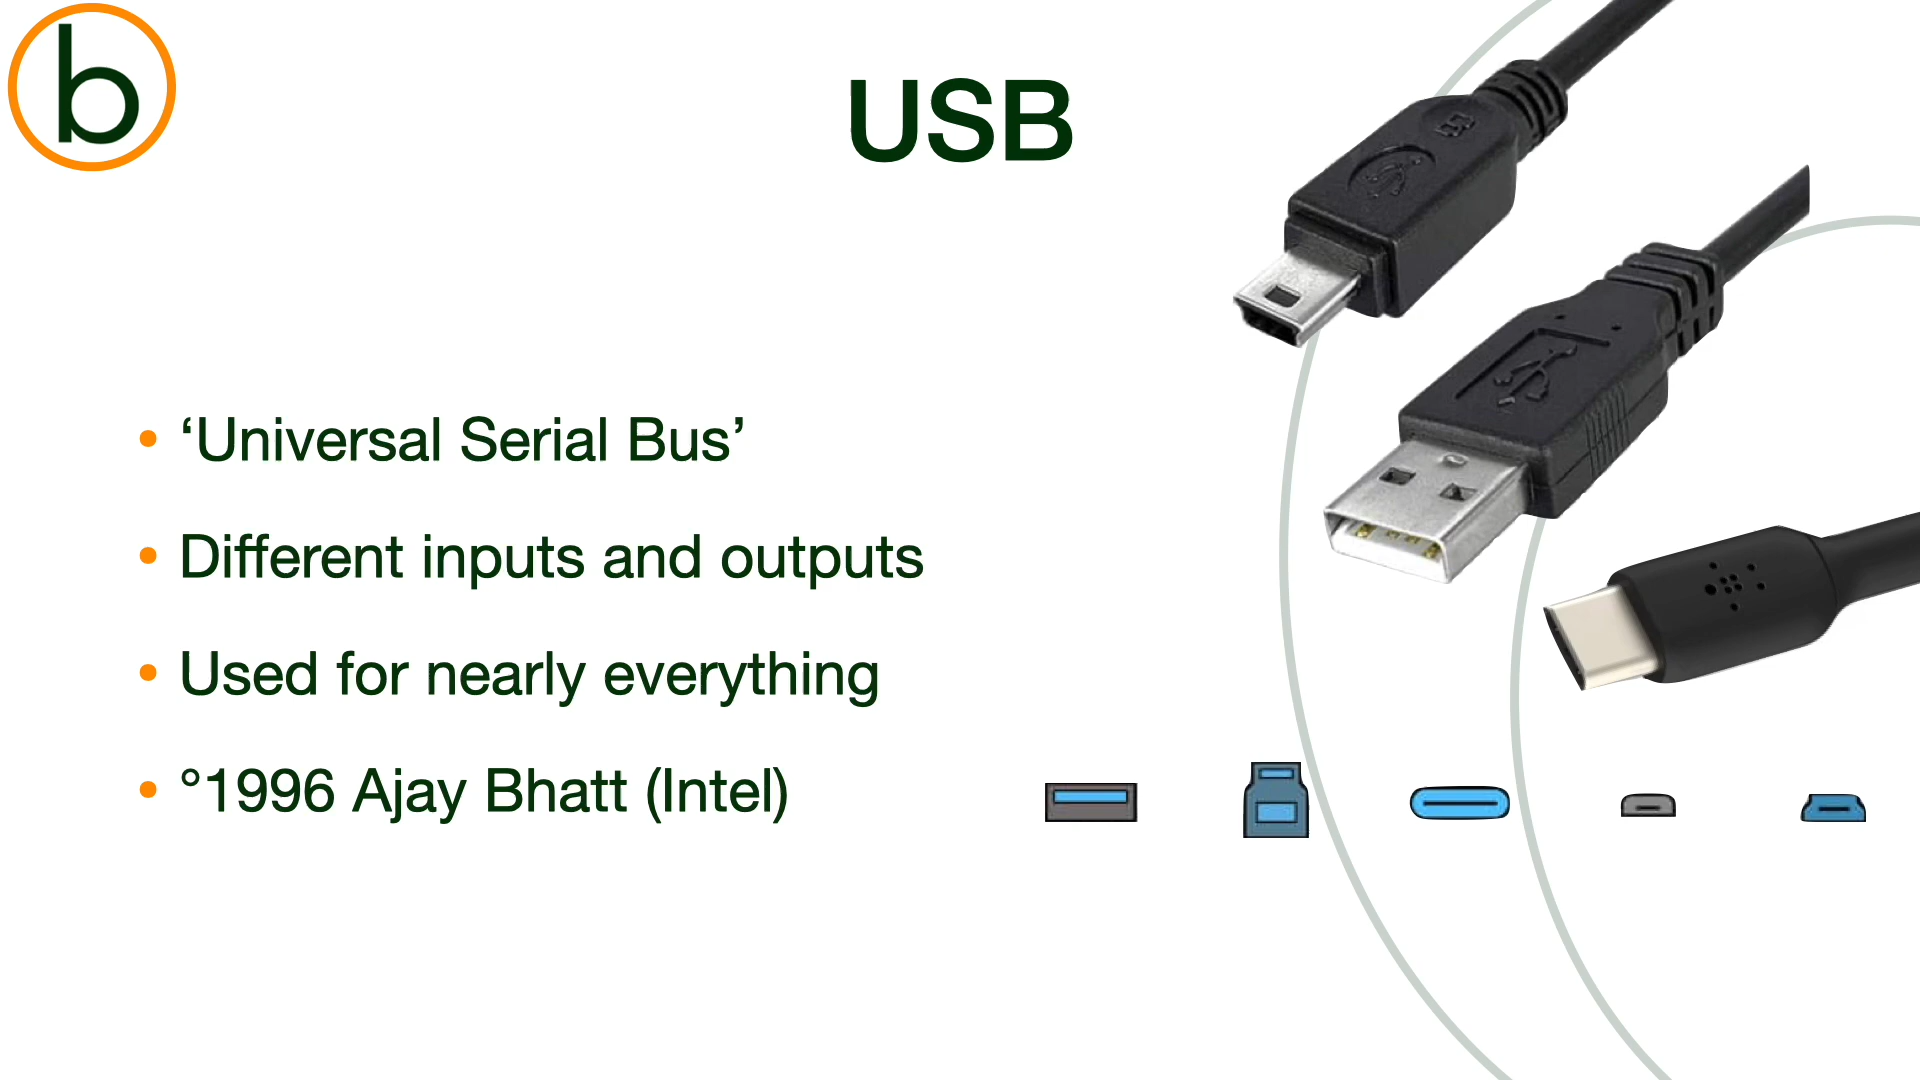 b
USB
‘Universal Serial Bus’
Different inputs and outputs
Used for nearly everything
°1996 Ajay Bhatt (Intel)